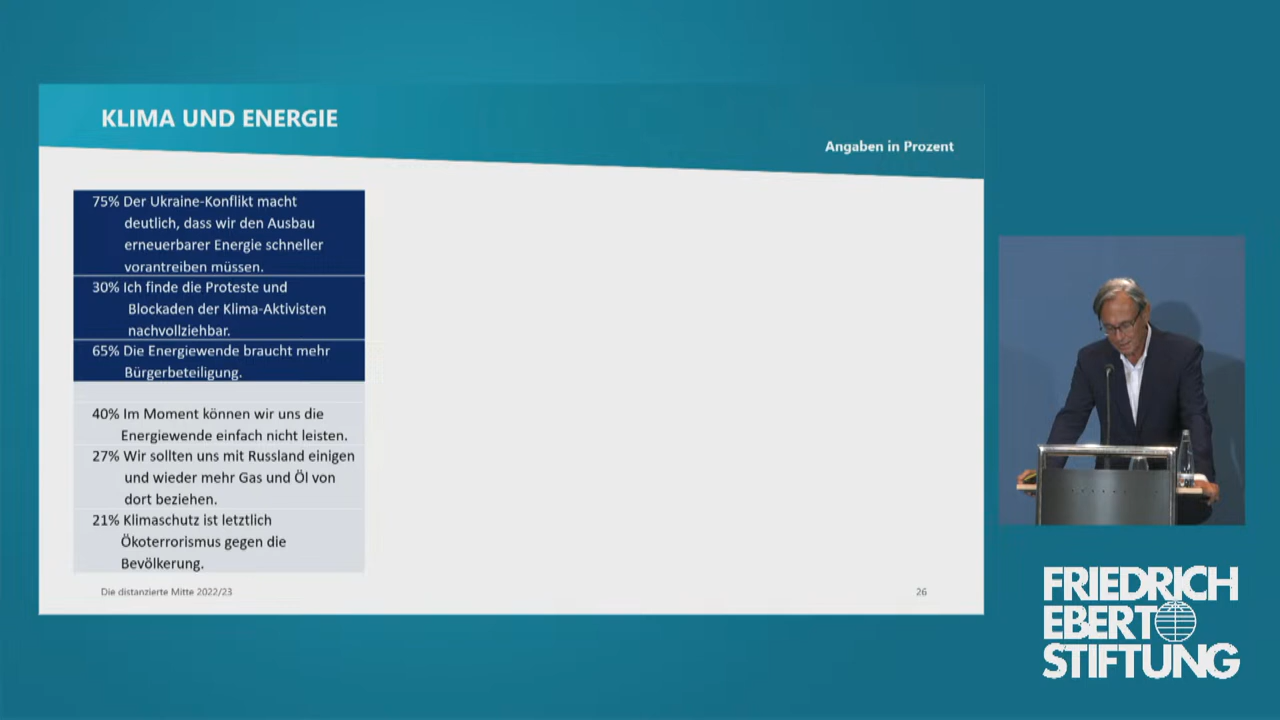 KLIMA UND ENERGIE
Angaben in Prozent
75% Der Ukraine-Konflikt macht
deutlich, dass wir den Ausbau
erneuerbarer Energie schneller
vorantreiben müssen.
30% Ich finde die Proteste und
Blockaden der Klima-Aktivisten
nachvollziehbar.
65% Die Energiewende braucht mehr
Bürgerbeteiligung.
40% Im Moment können wir uns die
Energiewende einfach nicht leisten.
27% Wir sollten uns mit Russland einigen
und wieder mehr Gas und Öl von
dort beziehen.
21% Klimaschutz ist letztlich
Ökoterrorismus gegen die
Bevölkerung.
Die distanzierte Mitte 2022/23
26
FRIEDRICH
EBERT
STIFTUNG